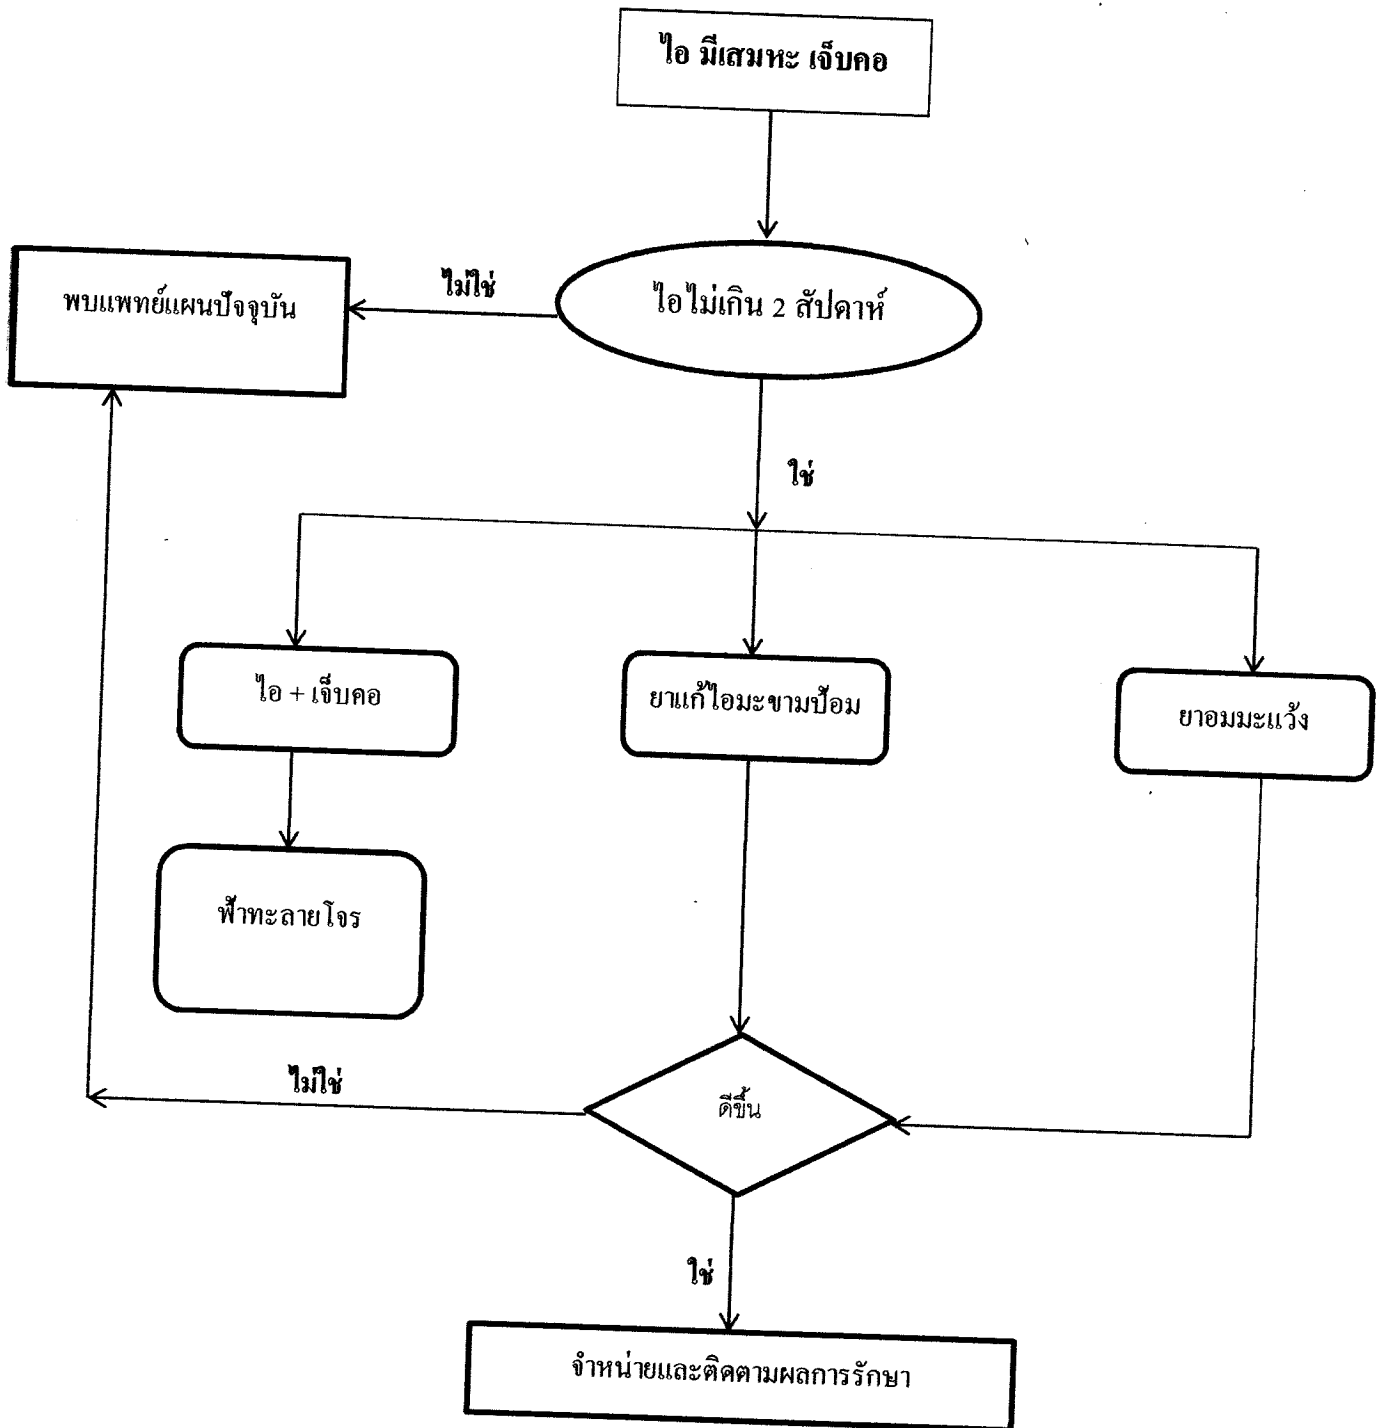 ไอ มีเสมหะ เจ็บคอ
ไอไม่เกิน 2 สัปดาห์
ไม่ใช่
พบแพทย์แผนปัจจุบัน
ใช่
ไอ + เจ็บคอ
ยาแก้ไอมะขามป้อม
ยาอมมะแว้ง
ฟ้าทะลายโจร
ไม่ใช่
ดีขึ้น
ใช่
จำหน่ายและติดตามผลการรักษา